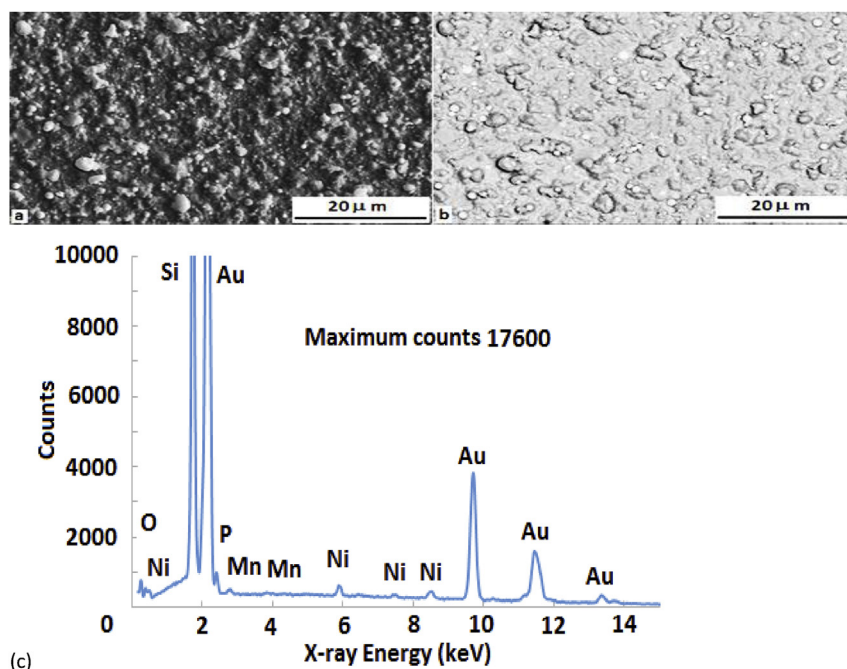 a
20 μ m
b
20 μ m
10000
8000
6000
4000
2000
0
Counts
Si
Au
Maximum counts 17600
O
Ni
P
Mn
Mn
Ni
Ni
Ni
Au
Au
Au
2
4
6
8
10
12
14
X-ray Energy (keV)
(c)